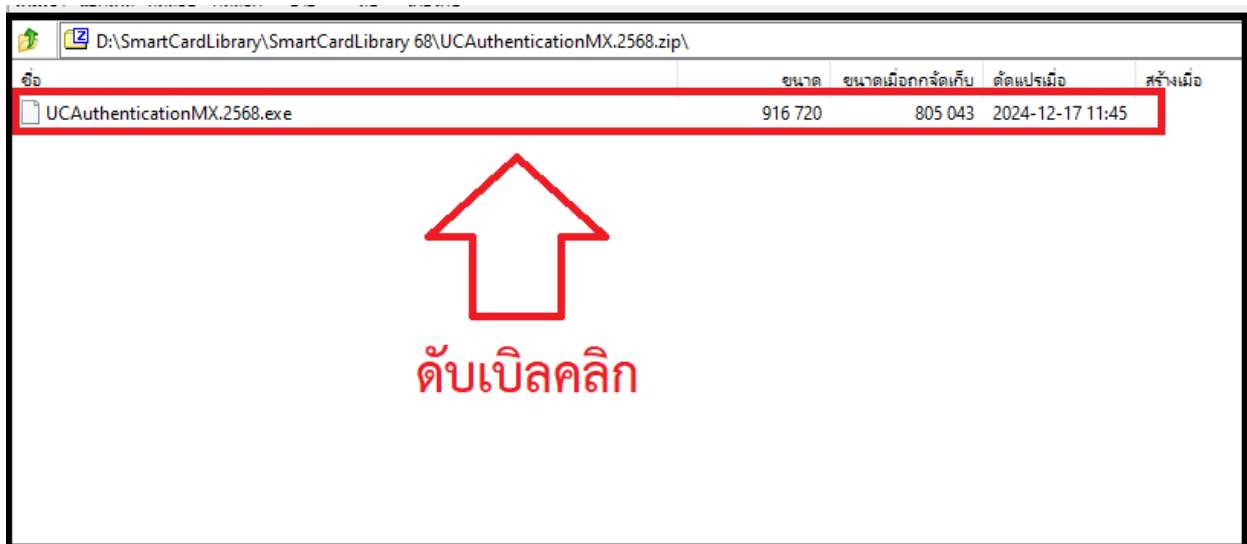 D:\SmartCardLibrary\SmartCardLibrary 68\UCAuthenticationMX.2568.zip\
ชื่อ ขนาด ขนาดเมื่อถูกจัดเก็บ ดัดแปรเมื่อ สร้างเมื่อ
UCAuthenticationMX.2568.exe 916 720 805 043 2024-12-17 11:45
ดับเบิลคลิก